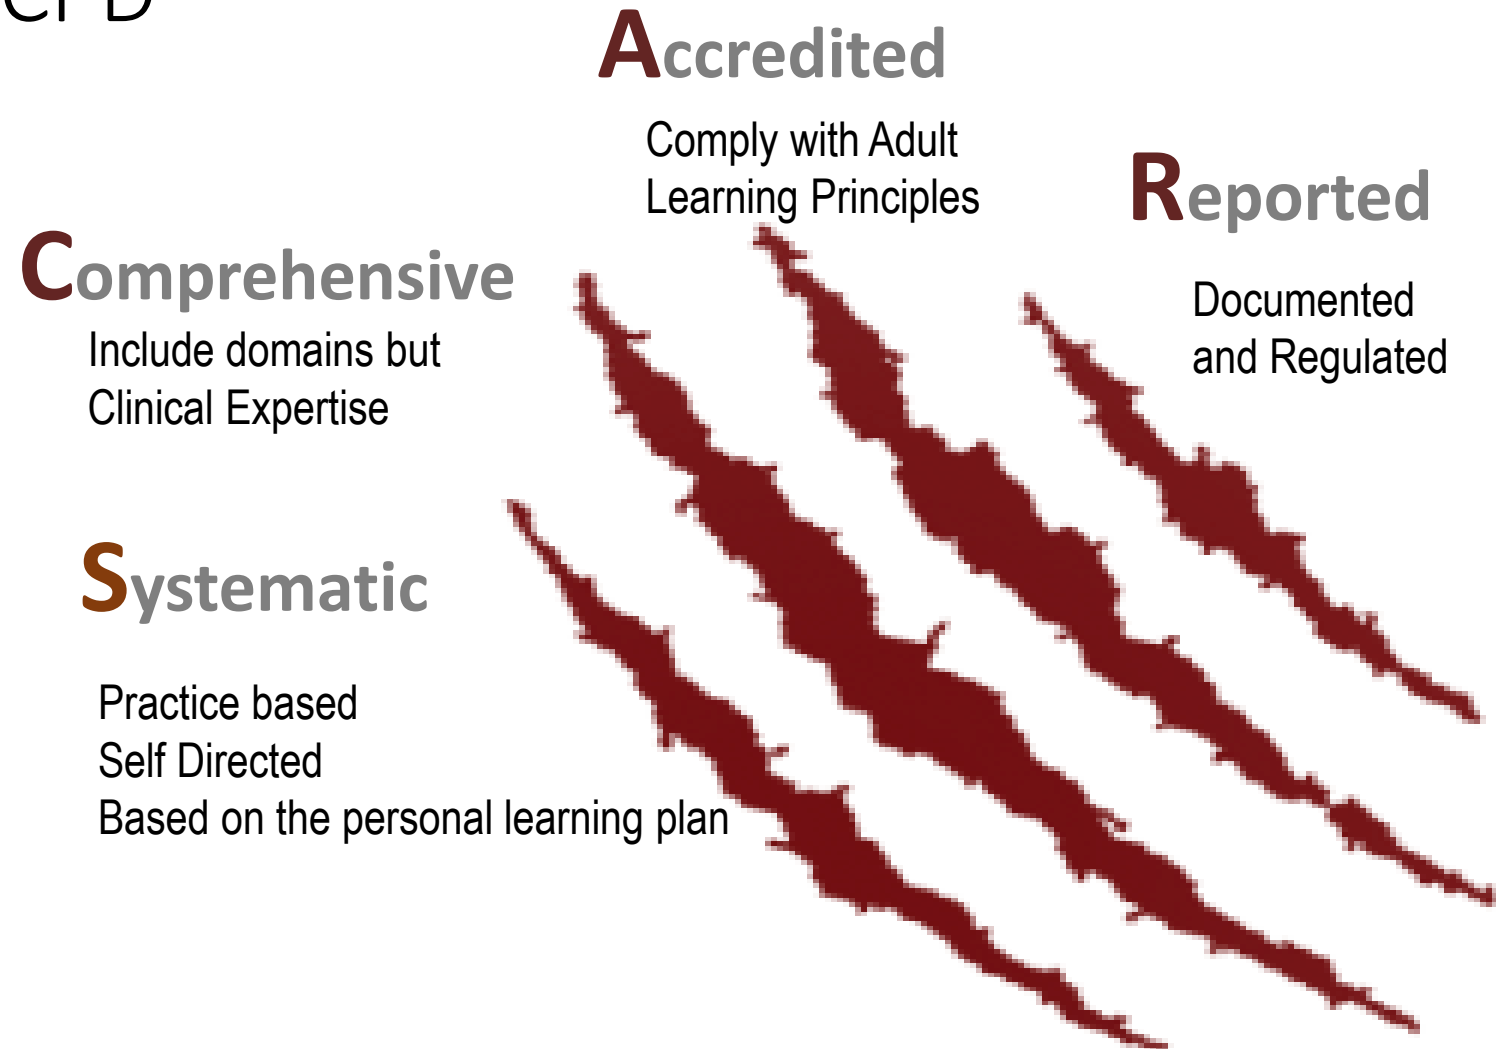 CPD
Accredited
Comply with Adult
Learning Principles
Reported
Documented
and Regulated
Comprehensive
Include domains but
Clinical Expertise
Systematic
Practice based
Self Directed
Based on the personal learning plan